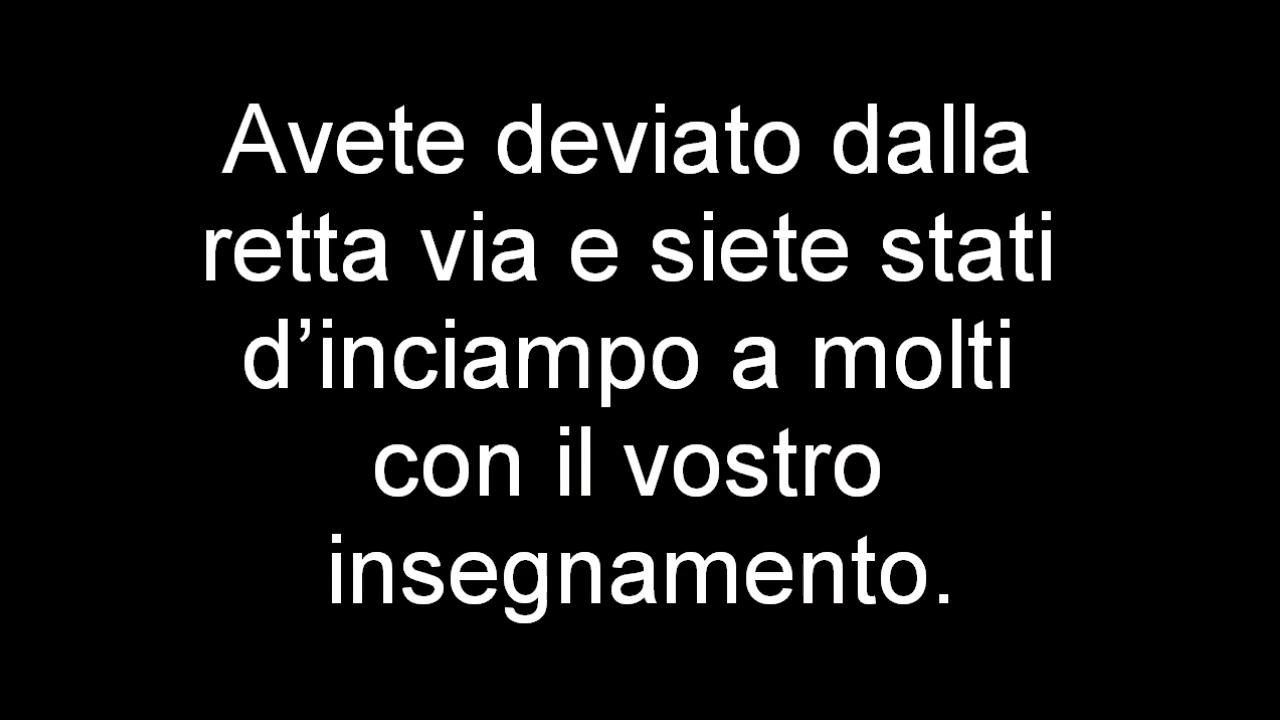 Avete deviato dalla
retta via e siete stati
d’inciampo a molti
con il vostro
insegnamento.